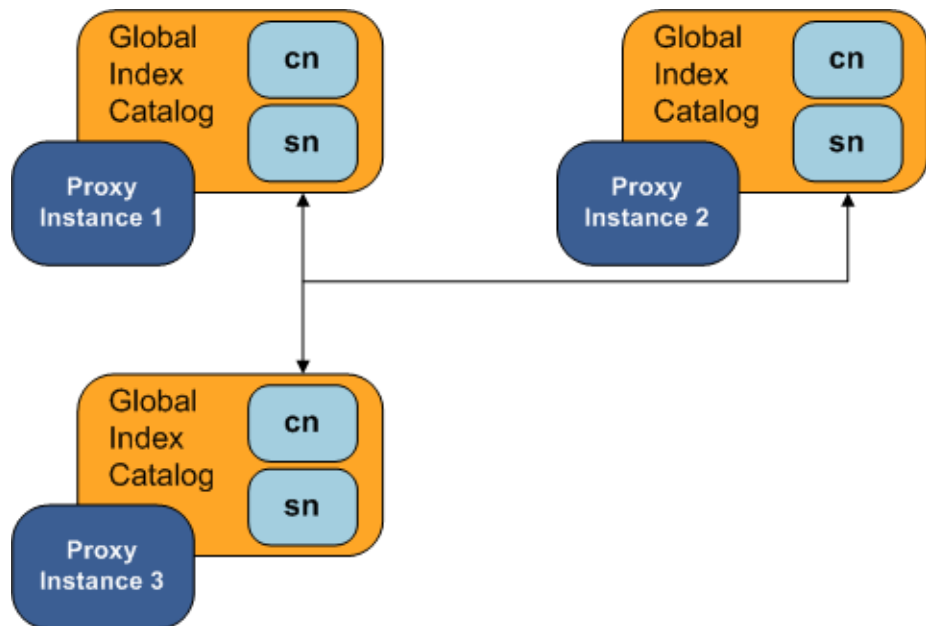 Global
Index
Catalog
cn
sn
Proxy
Instance 1
Global
Index
Catalog
cn
sn
Proxy
Instance 2
Global
Index
Catalog
cn
sn
Proxy
Instance 3